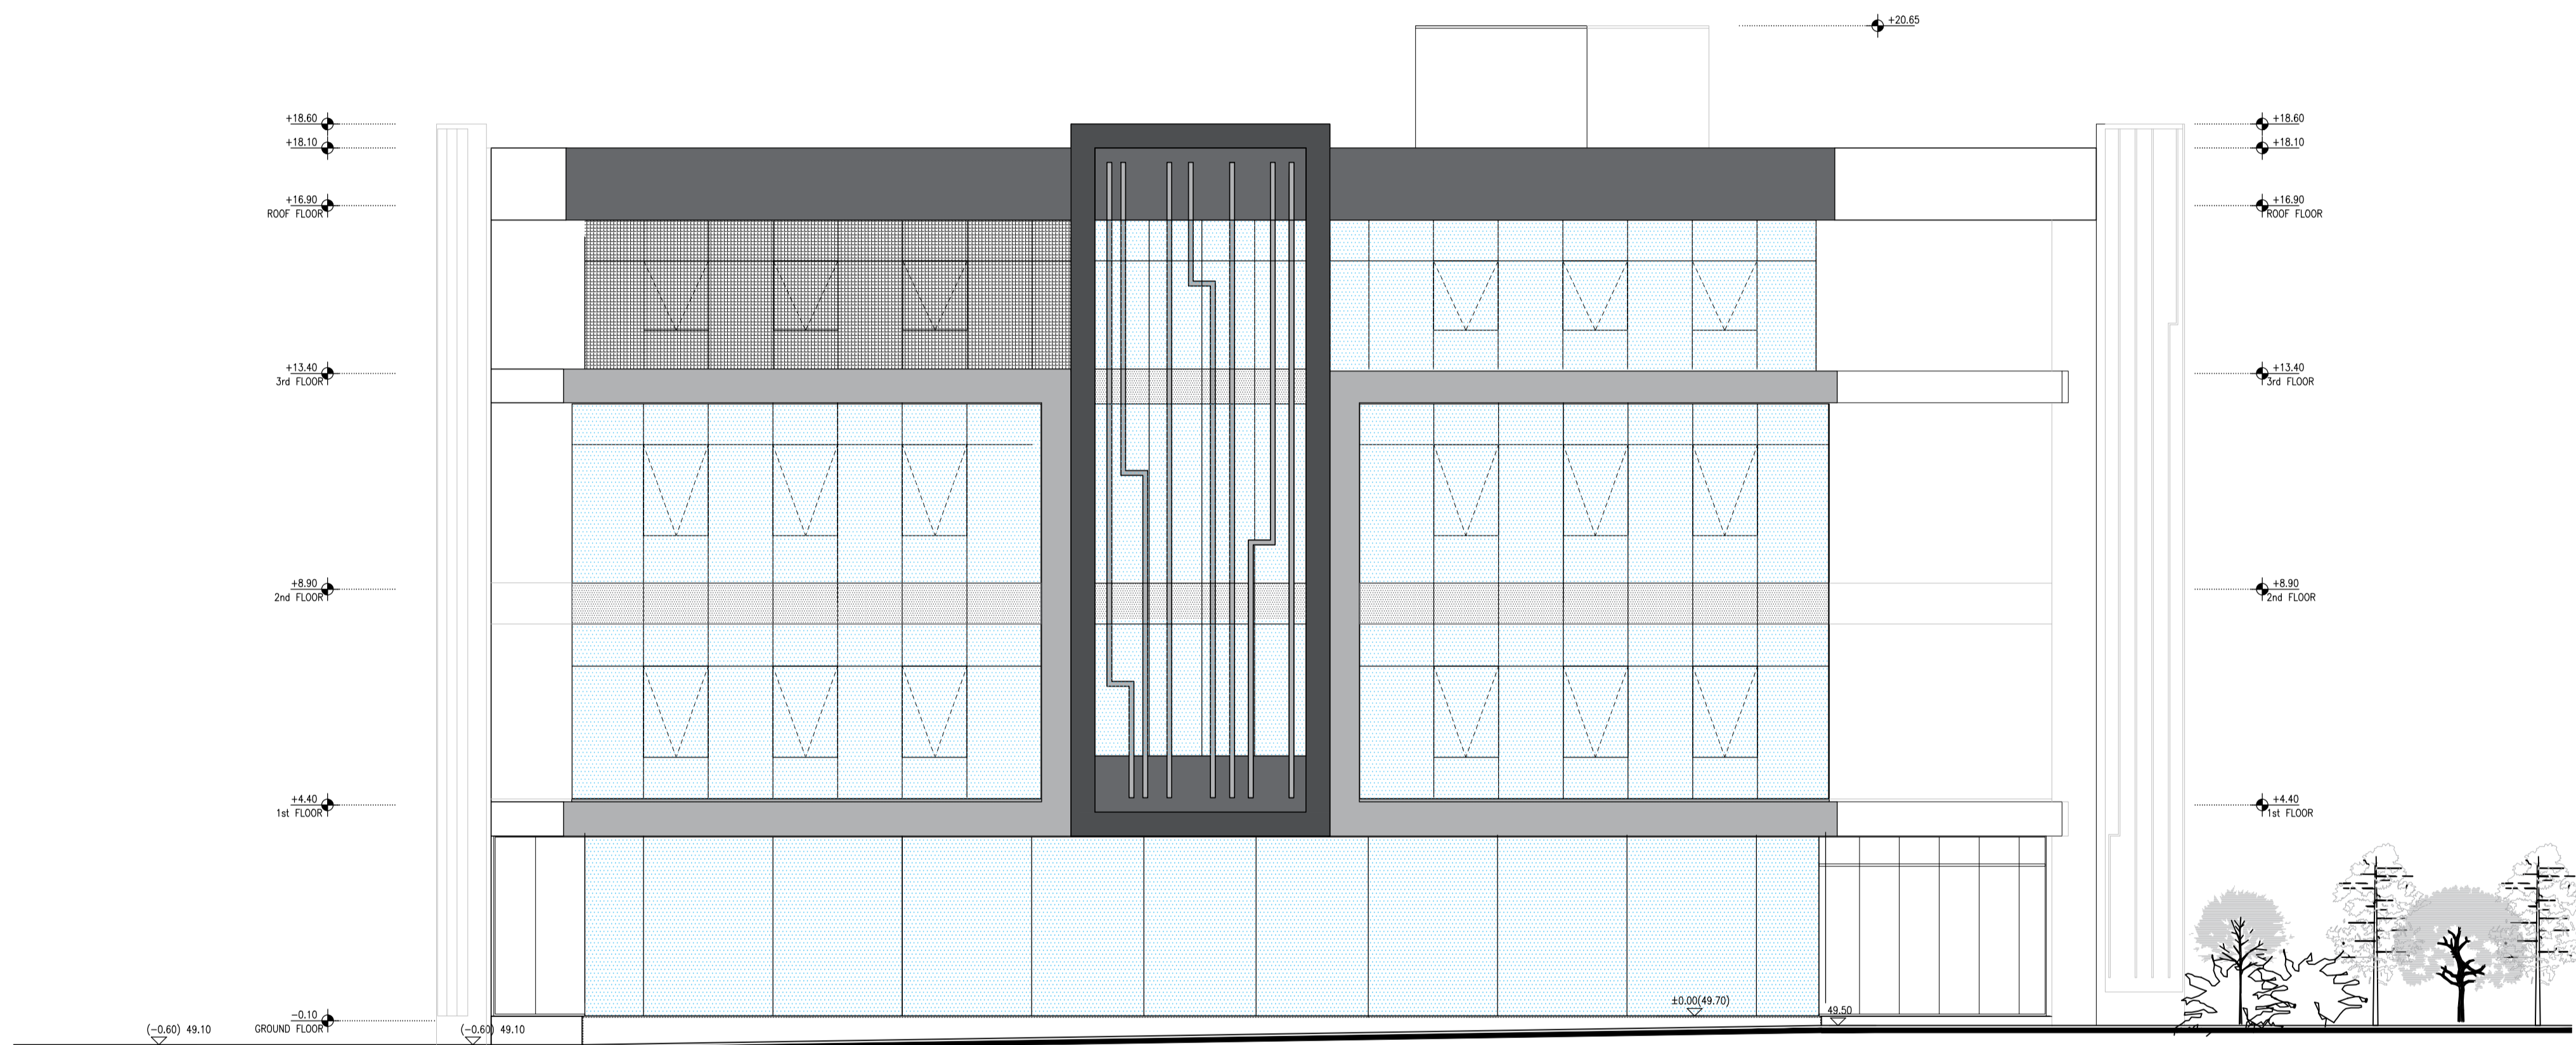 +20.65
+18.60
+18.10
+16.90
ROOF FLOOR
+13.40
3rd FLOOR
+8.90
2nd FLOOR
+4.40
1st FLOOR
-0.10
GROUND FLOOR
(-0.60) 49.10
(-0.60) 49.10
±0.00(49.70)
49.50
+18.60
+18.10
+16.90
ROOF FLOOR
+13.40
3rd FLOOR
+8.90
2nd FLOOR
+4.40
1st FLOOR